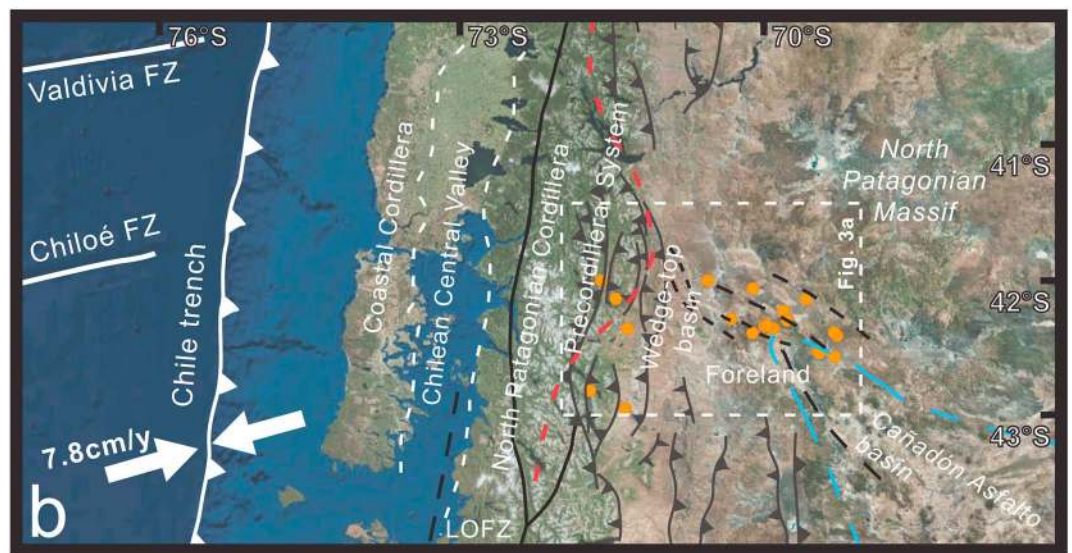 76°S
73°S
70°S
Valdivia FZ
Chiloé FZ
Chile trench
Coastal Cordillera
Chilean Central Valley
North Patagonian Cordillera
Precordilleral System
Wedge-top
basin
North
Patagonian
Massif
41°S
Fig. 3a
42°S
Foreland
43°S
Cañadón Asfalto
basin
7.8cm/y
LOFZ
b